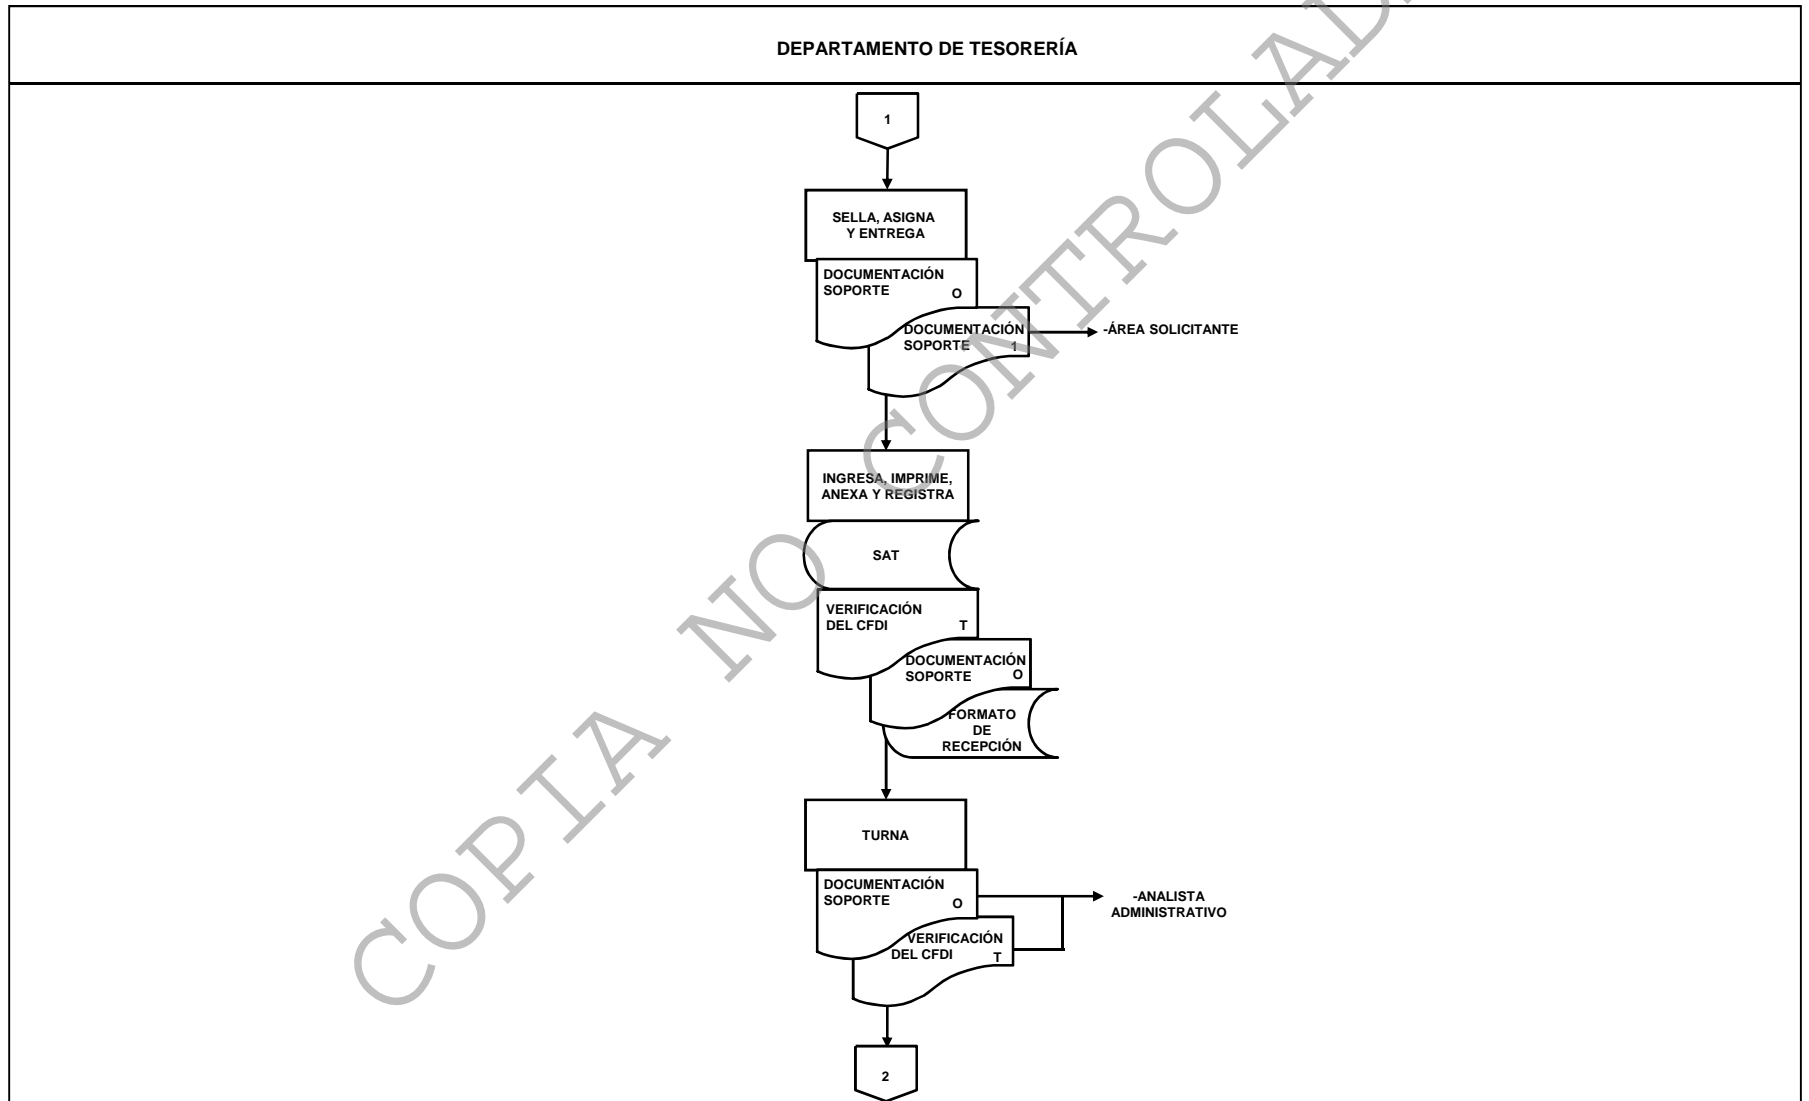 DEPARTAMENTO DE TESORERÍA
1
SELLA, ASIGNA
Y ENTREGA
DOCUMENTACIÓN
SOPORTE O
DOCUMENTACIÓN
SOPORTE 1
-ÁREA SOLICITANTE
INGRESA, IMPRIME,
ANEXA Y REGISTRA
SAT
VERIFICACIÓN
DEL CFDI T
DOCUMENTACIÓN
SOPORTE O
FORMATO
DE
RECEPCIÓN
TURNA
DOCUMENTACIÓN
SOPORTE O
-ANALISTA
ADMINISTRATIVO
VERIFICACIÓN
DEL CFDI T
2
COPIA NO CONTROLAD